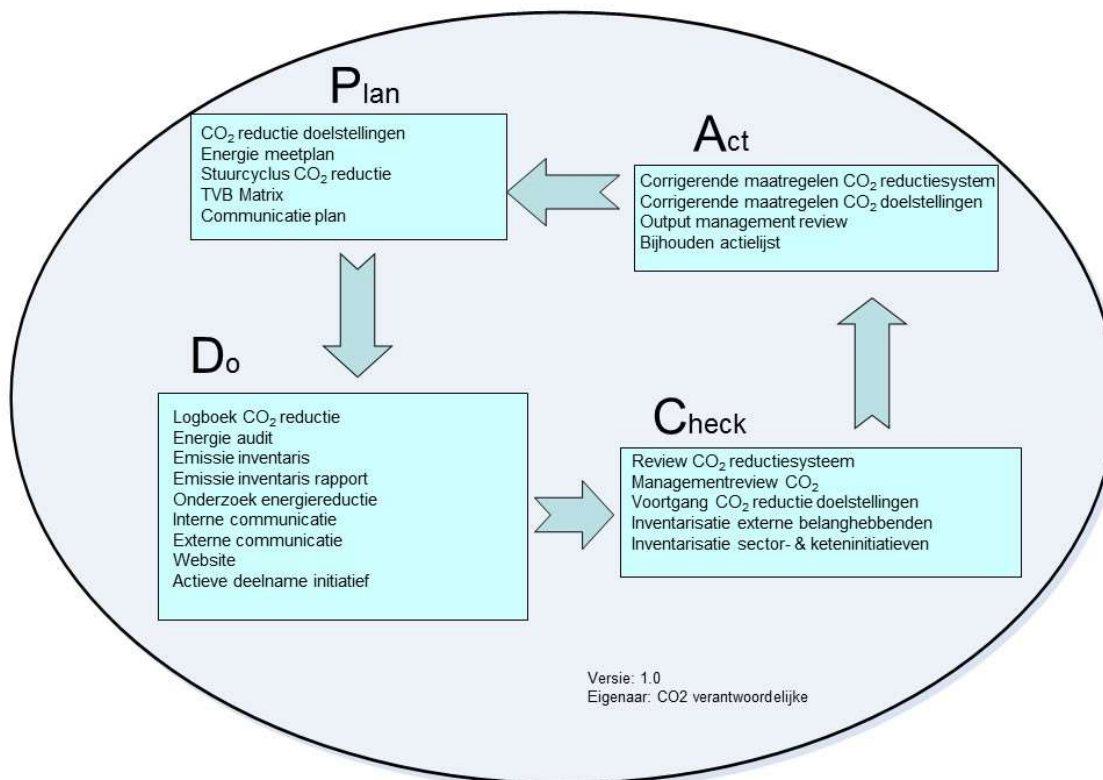 Plan
CO₂ reductie doelstellingen
Energie meetplan
Stuurcyclus CO₂ reductie
TVB Matrix
Communicatie plan
Act
Corrigerende maatregelen CO₂ reductiesystem
Corrigerende maatregelen CO₂ doelstellingen
Output management review
Bijhouden actielijst
Do
Logboek CO₂ reductie
Energie audit
Emissie inventaris
Emissie inventaris rapport
Onderzoek energiereductie
Interne communicatie
Externe communicatie
Website
Actieve deelname initiatief
Check
Review CO₂ reductiesysteem
Managementreview CO₂
Voortgang CO₂ reductie doelstellingen
Inventarisatie externe belanghebbenden
Inventarisatie sector- & keteninitiatieven
Versie: 1.0
Eigenaar: CO2 verantwoordelijke